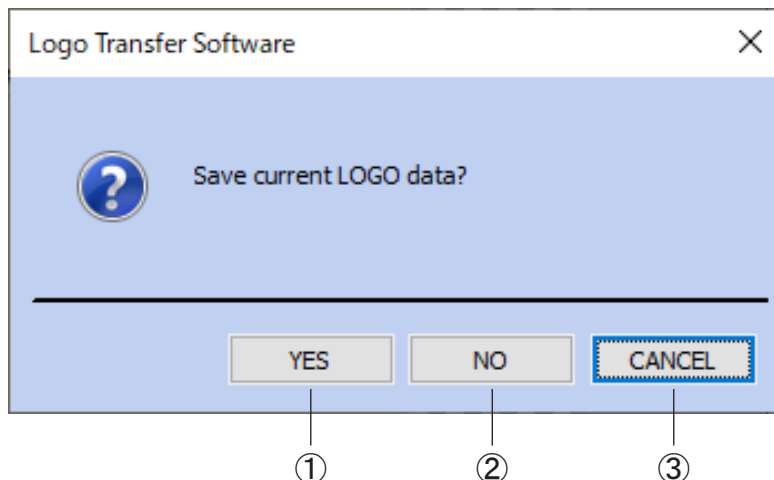 Logo Transfer Software
Save current LOGO data?
YES NO CANCEL
① ② ③